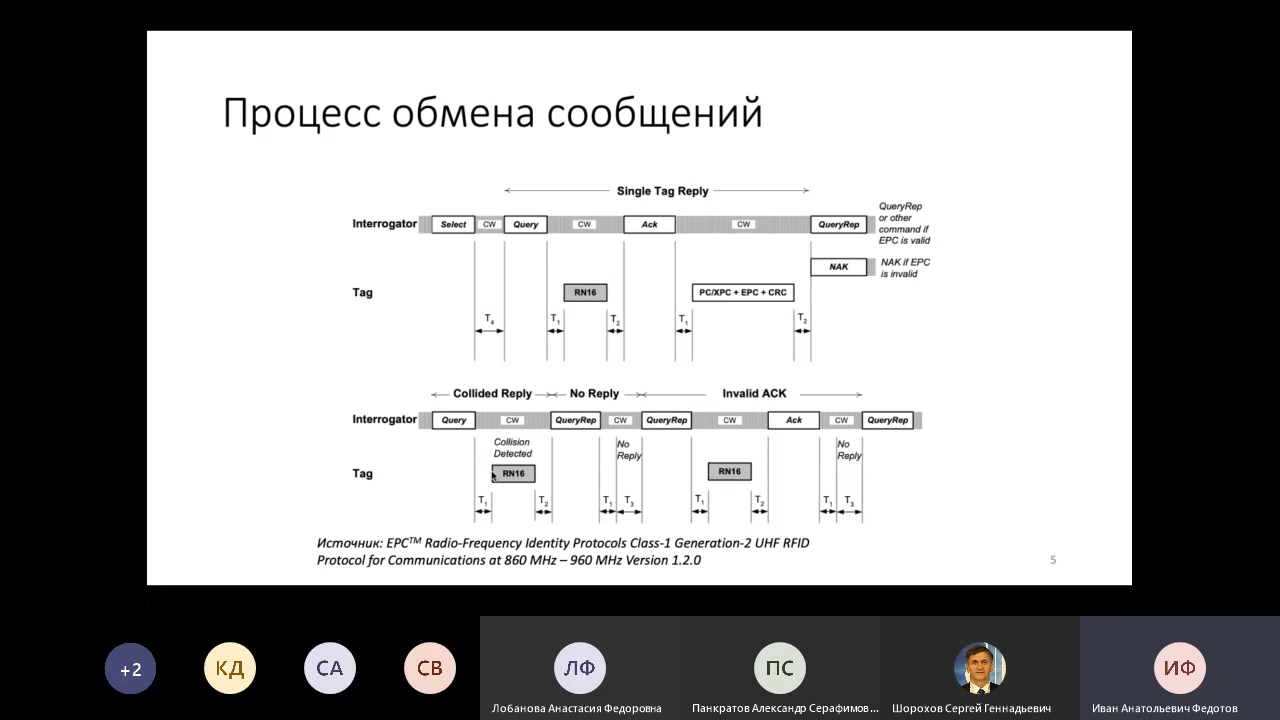 Процесс обмена сообщений
Single Tag Reply
Interrogator Select CW Query CW Ack CW QueryRep
QueryRep
or other
command if
EPC is valid
NAK
NAK if EPC
is invalid
Tag RN16 PC/XPC + EPC + CRC
T4 T1 T2 T1 T2
Collided Reply No Reply Invalid ACK
Interrogator Query CW QueryRep CW QueryRep CW Ack CW QueryRep
Collision
Detected
No
Reply
No
Reply
Tag RN16 RN16
T1 T2 T1 T3 T1 T2 T1 T3
Источник: EPCTM Radio-Frequency Identity Protocols Class-1 Generation-2 UHF RFID
Protocol for Communications at 860 MHz – 960 MHz Version 1.2.0
5
+2 КД СА СВ ЛФ ПС ИФ
Лобанова Анастасия Федоровна Панкратов Александр Серафимов... Шорохов Сергей Геннадьевич Иван Анатольевич Федотов